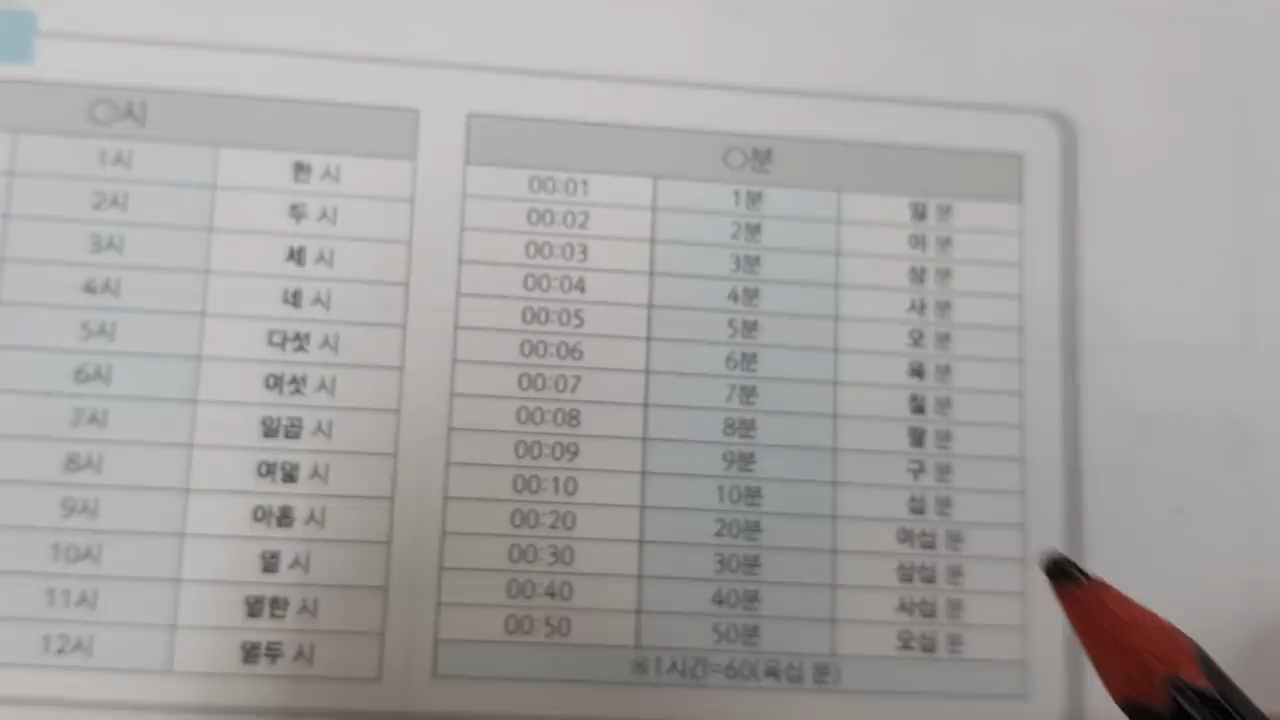 ○시
1시 한 시
2시 두 시
3시 세 시
4시 네 시
5시 다섯 시
6시 여섯 시
7시 일곱 시
8시 여덟 시
9시 아홉 시
10시 열 시
11시 열한 시
12시 열두 시
○분
00:01 1분 일 분
00:02 2분 이 분
00:03 3분 삼 분
00:04 4분 사 분
00:05 5분 오 분
00:06 6분 육 분
00:07 7분 칠 분
00:08 8분 팔 분
00:09 9분 구 분
00:10 10분 십 분
00:20 20분 이십 분
00:30 30분 삼십 분
00:40 40분 사십 분
00:50 50분 오십 분
※1시간=60(육십 분)